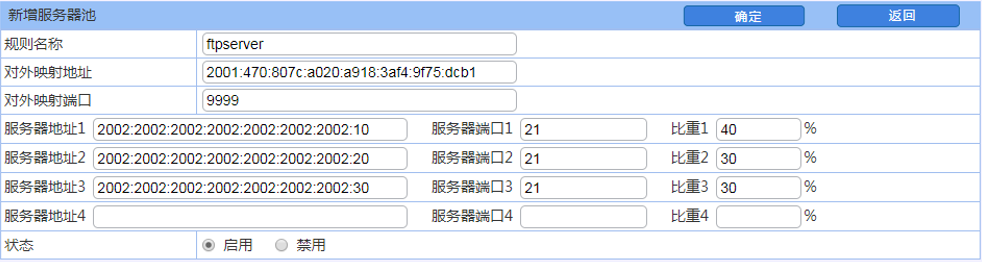 新增服务器池 确定 返回
规则名称 ftpserver
对外映射地址 2001:470:807c:a020:a918:3af4:9f75:dcb1
对外映射端口 9999
服务器地址1 2002:2002:2002:2002:2002:2002:2002:10 服务器端口1 21 比重1 40 %
服务器地址2 2002:2002:2002:2002:2002:2002:2002:20 服务器端口2 21 比重2 30 %
服务器地址3 2002:2002:2002:2002:2002:2002:2002:30 服务器端口3 21 比重3 30 %
服务器地址4 服务器端口4 比重4 %
状态 启用 禁用